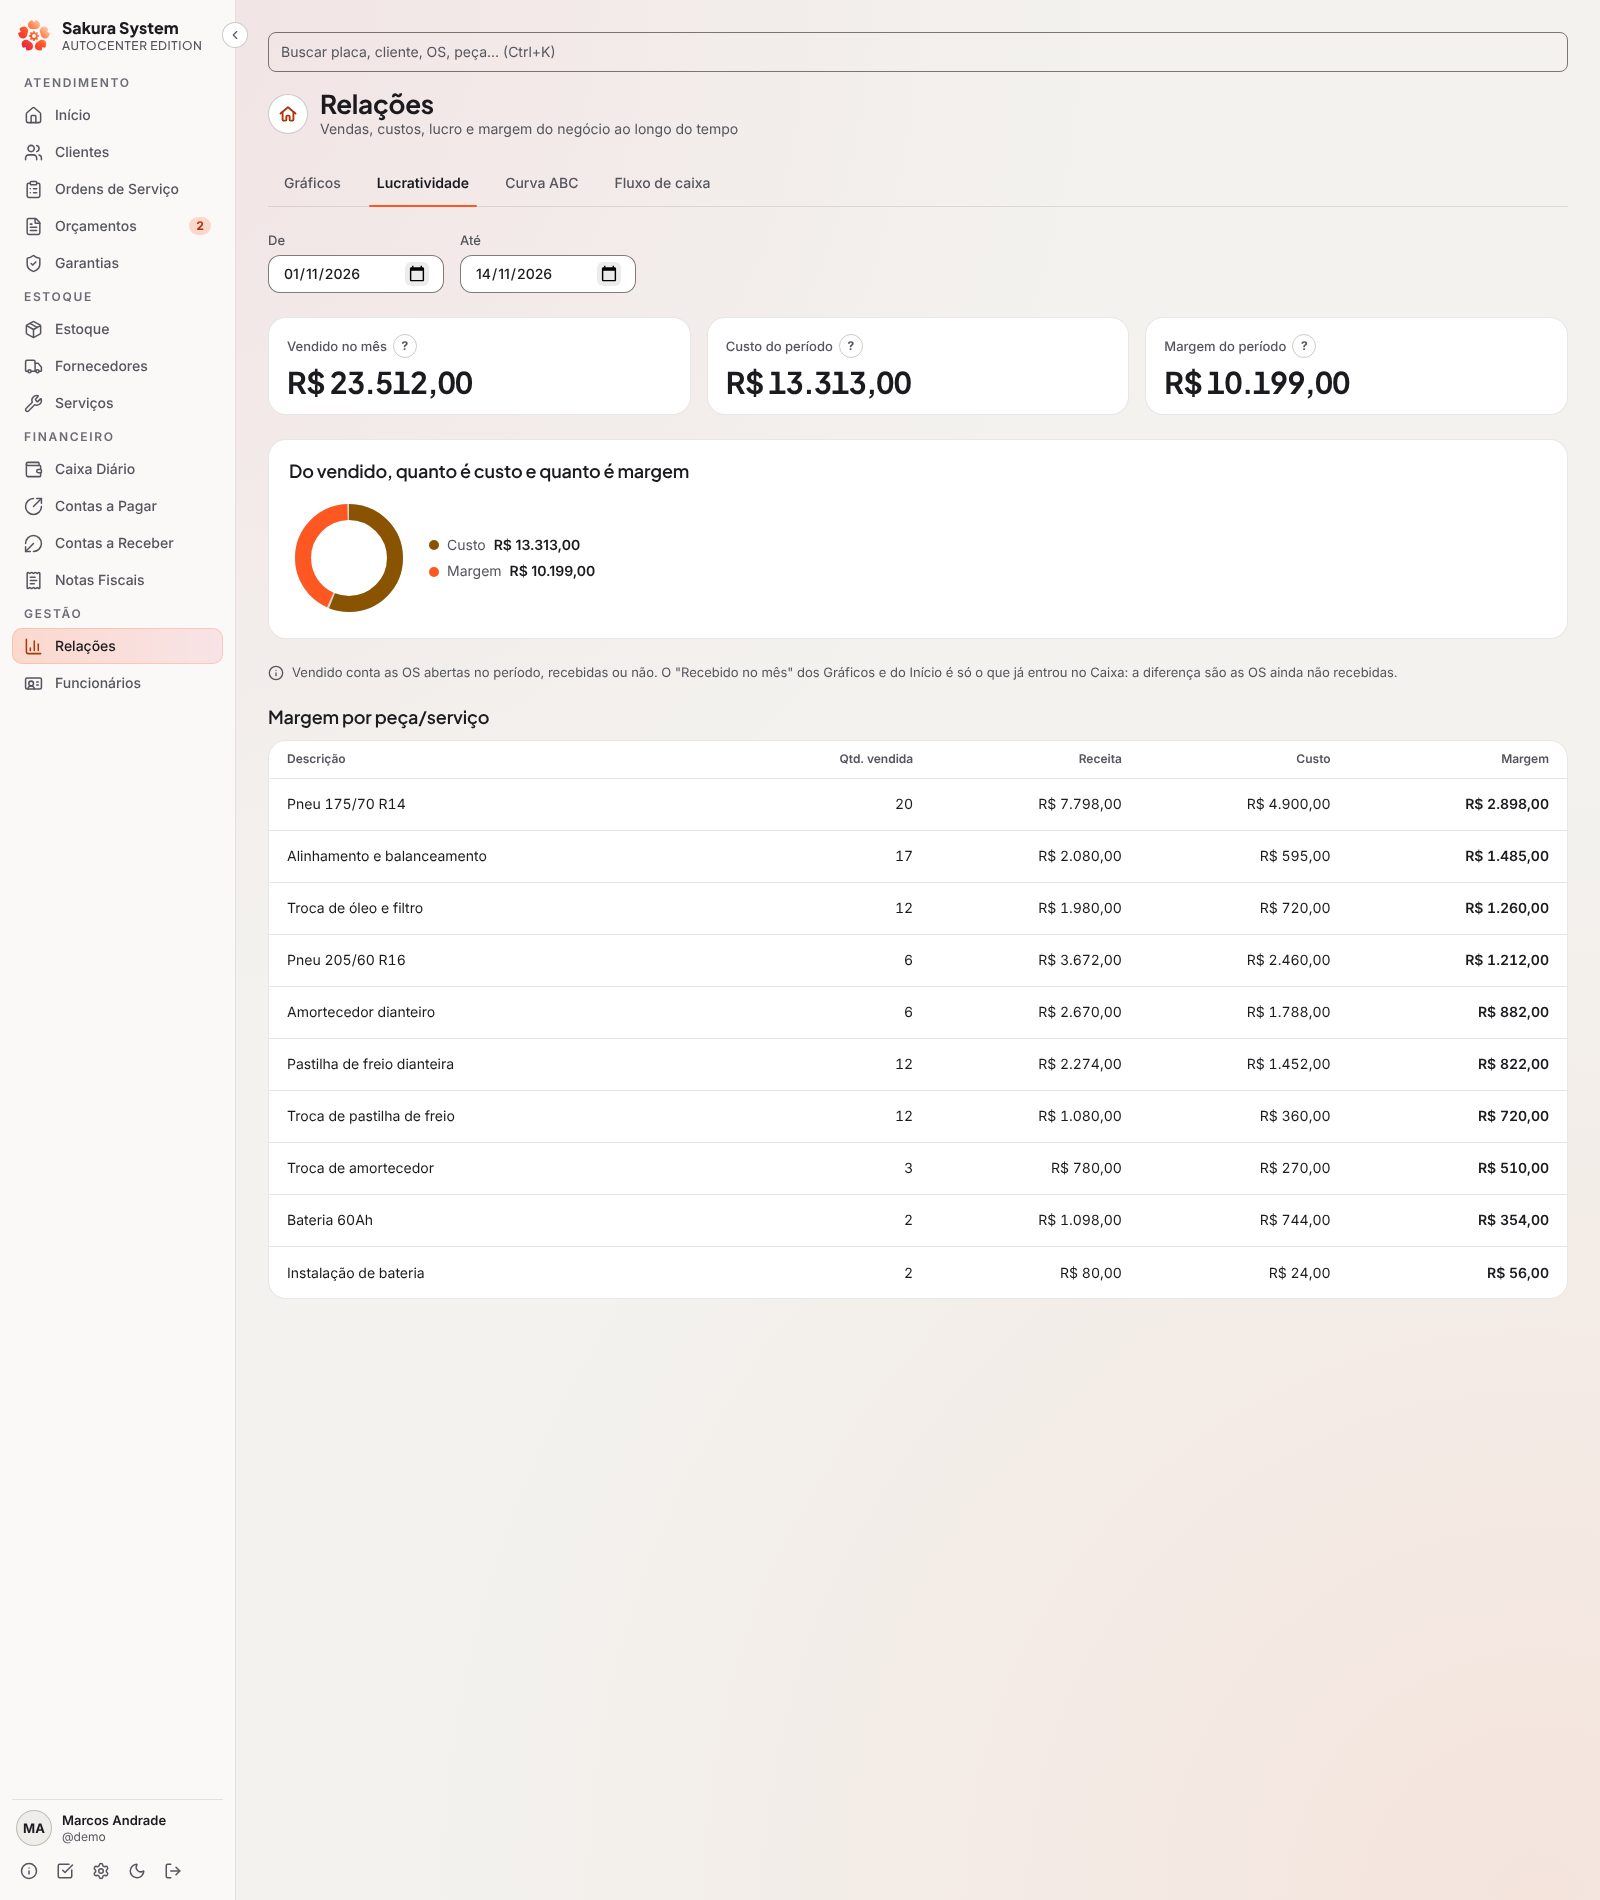 Sakura System
AUTOCENTER EDITION
ATENDIMENTO
Início
Clientes
Ordens de Serviço
Orçamentos 2
Garantias
ESTOQUE
Estoque
Fornecedores
Serviços
FINANCEIRO
Caixa Diário
Contas a Pagar
Contas a Receber
Notas Fiscais
GESTÃO
Relações
Funcionários
MA
Marcos Andrade
@demo
Buscar placa, cliente, OS, peça... (Ctrl+K)
Relações
Vendas, custos, lucro e margem do negócio ao longo do tempo
Gráficos Lucratividade Curva ABC Fluxo de caixa
De Até
01/11/2026 14/11/2026
Vendido no mês ? Custo do período ? Margem do período ?
R$ 23.512,00 R$ 13.313,00 R$ 10.199,00
Do vendido, quanto é custo e quanto é margem
Custo R$ 13.313,00
Margem R$ 10.199,00
Vendido conta as OS abertas no período, recebidas ou não. O "Recebido no mês" dos Gráficos e do Início é só o que já entrou no Caixa: a diferença são as OS ainda não recebidas.
Margem por peça/serviço
Descrição Qtd. vendida Receita Custo Margem
Pneu 175/70 R14 20 R$ 7.798,00 R$ 4.900,00 R$ 2.898,00
Alinhamento e balanceamento 17 R$ 2.080,00 R$ 595,00 R$ 1.485,00
Troca de óleo e filtro 12 R$ 1.980,00 R$ 720,00 R$ 1.260,00
Pneu 205/60 R16 6 R$ 3.672,00 R$ 2.460,00 R$ 1.212,00
Amortecedor dianteiro 6 R$ 2.670,00 R$ 1.788,00 R$ 882,00
Pastilha de freio dianteira 12 R$ 2.274,00 R$ 1.452,00 R$ 822,00
Troca de pastilha de freio 12 R$ 1.080,00 R$ 360,00 R$ 720,00
Troca de amortecedor 3 R$ 780,00 R$ 270,00 R$ 510,00
Bateria 60Ah 2 R$ 1.098,00 R$ 744,00 R$ 354,00
Instalação de bateria 2 R$ 80,00 R$ 24,00 R$ 56,00